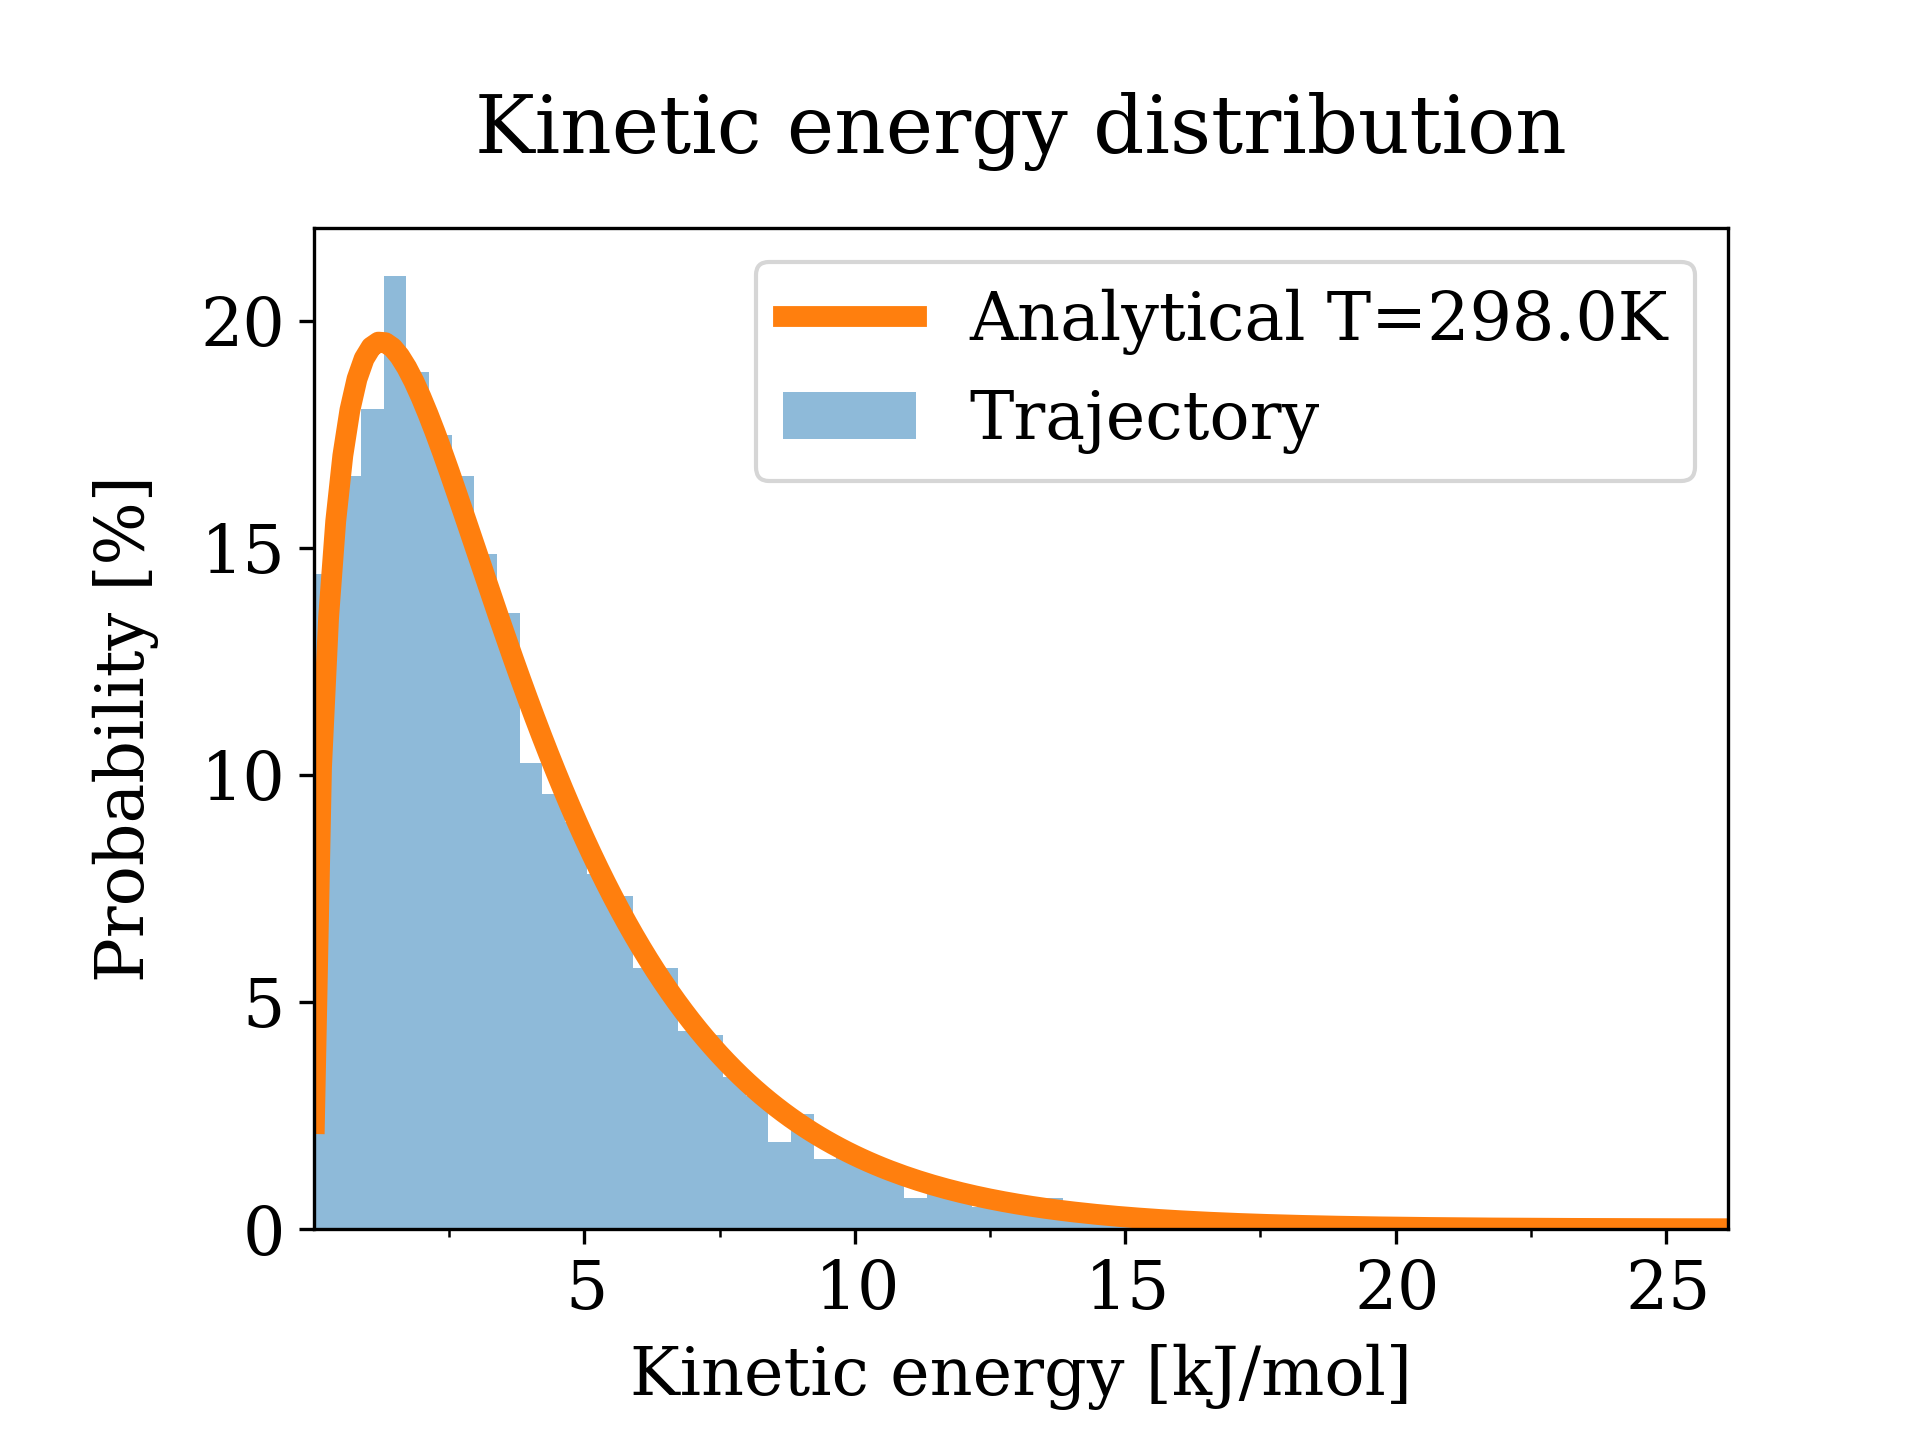 Kinetic energy distribution
Analytical T=298.0K
Trajectory
Probability [%]
20
15
10
5
0
5 10 15 20 25
Kinetic energy [kJ/mol]